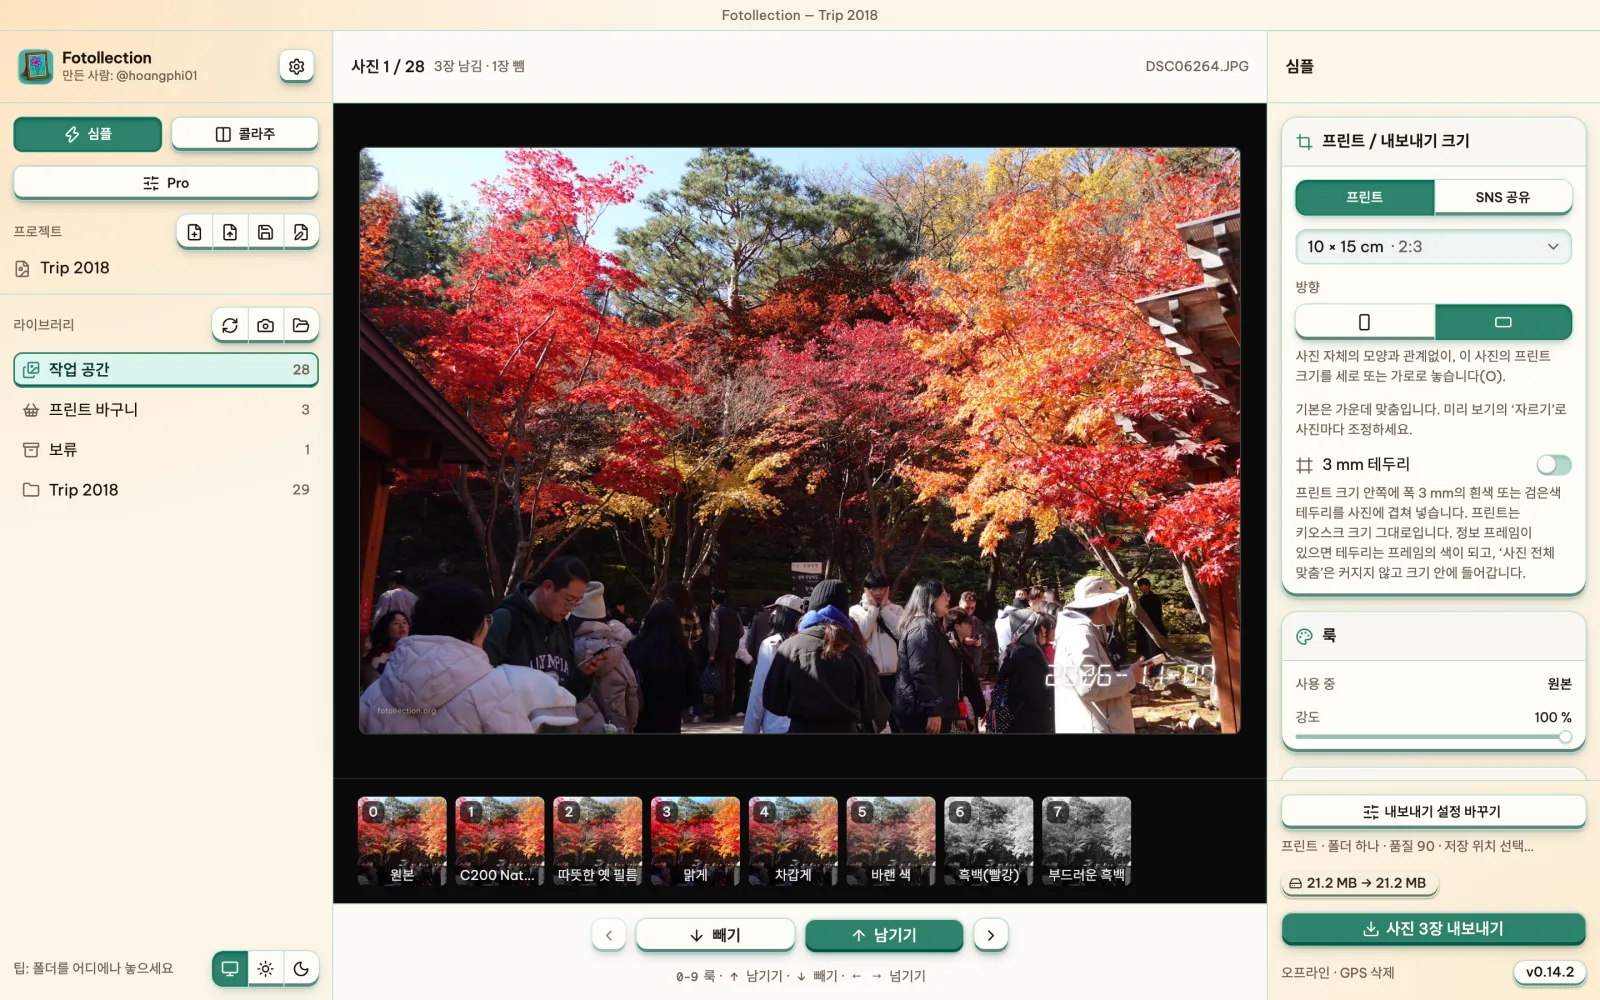 Fotollection – Trip 2018
Fotollection
만든 사람: @hoangphi01
심플
콜라주
Pro
프로젝트
Trip 2018
라이브러리
작업 공간 28
프린트 바구니 3
보류 1
Trip 2018 29
팁: 폴더를 어디에나 놓으세요
사진 1 / 28 3장 남김 · 1장 뺌
DSC06264.JPG
fotollection.org
0 원본
1 C200 Nat...
2 따뜻한 옛 필름
3 맑게
4 차갑게
5 바랜 색
6 흑백(빨강)
7 부드러운 흑백
↓ 빼기
↑ 남기기
0–9 룩 · ↑ 남기기 · ↓ 빼기 · ← → 넘기기
심플
프린트 / 내보내기 크기
프린트
SNS 공유
10 × 15 cm · 2:3
방향
사진 자체의 모양과 관계없이, 이 사진의 프린트
크기를 세로 또는 가로로 놓습니다(O).
기본은 가운데 맞춤입니다. 미리 보기의 ‘자르기’로
사진마다 조정하세요.
3 mm 테두리
프린트 크기 안쪽에 폭 3 mm의 흰색 또는 검은색
테두리를 사진에 겹쳐 넣습니다. 프린트는
키오스크 크기 그대로입니다. 정보 프레임이
있으면 테두리는 프레임의 색이 되고, ‘사진 전체
맞춤’은 커지지 않고 크기 안에 들어갑니다.
룩
사용 중 원본
강도 100 %
내보내기 설정 바꾸기
프린트 · 폴더 하나 · 품질 90 · 저장 위치 선택...
21.2 MB → 21.2 MB
사진 3장 내보내기
오프라인 · GPS 삭제
v0.14.2